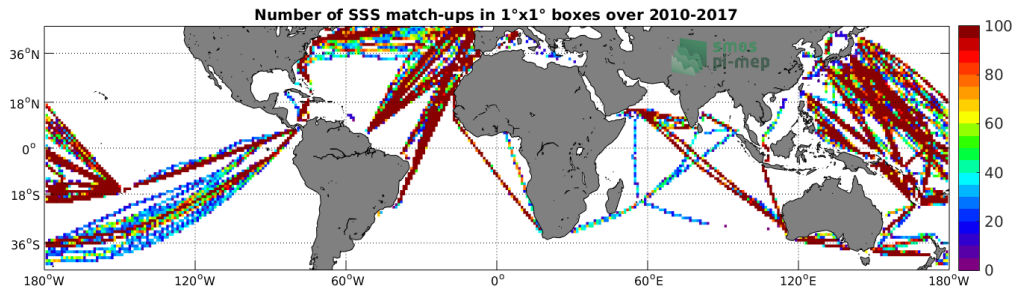 Number of SSS match-ups in 1°x1° boxes over 2010-2017
smos
pi-mep
36°N
18°N
0°
18°S
36°S
180°W 120°W 60°W 0° 60°E 120°E 180°W
100
80
60
40
20
0